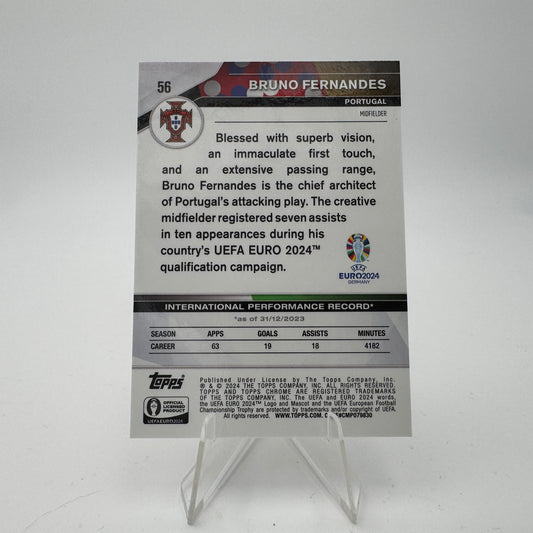 56
BRUNO FERNANDES
PORTUGAL
MIDFIELDER
Blessed with superb vision,
an immaculate first touch,
and an extensive passing range,
Bruno Fernandes is the chief architect
of Portugal's attacking play. The creative
midfielder registered seven assists
in ten appearances during his
country's UEFA EURO 2024™
qualification campaign.
UEFA
EURO2024
GERMANY
INTERNATIONAL PERFORMANCE RECORD*
*as of 31/12/2023
SEASON APPS GOALS ASSISTS MINUTES
CAREER 63 19 18 4182
Topps
OFFICIAL
LICENSED
PRODUCT
UEFAEURO2024
Published Under License by The Topps Company, Inc.
® & © 2024 THE TOPPS COMPANY, INC. ALL RIGHTS RESERVED.
TOPPS AND TOPPS CHROME ARE REGISTERED TRADEMARKS
OF THE TOPPS COMPANY, INC. The UEFA and EURO 2024 words,
the UEFA EURO 2024™ Logo and Mascot and the UEFA European Football
Championship Trophy are protected by trademarks and/or copyright of UEFA.
All rights reserved. WWW.TOPPS.COM. #CMP079830